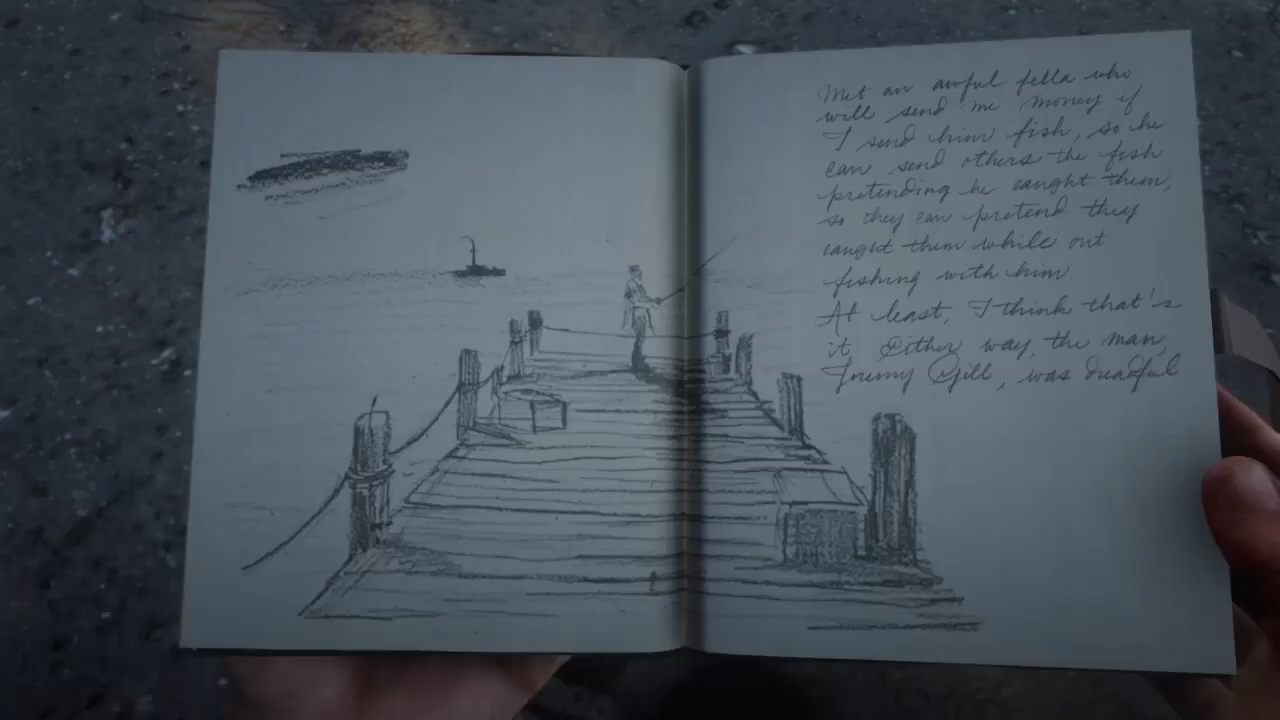 Met an awful fella who
will send me money if
I send him fish, so he
can send others the fish
pretending he caught them,
so they can pretend they
caught them while out
fishing with him.
At least, I think that's
it. Either way, the man,
Jeremy Gill, was dreadful